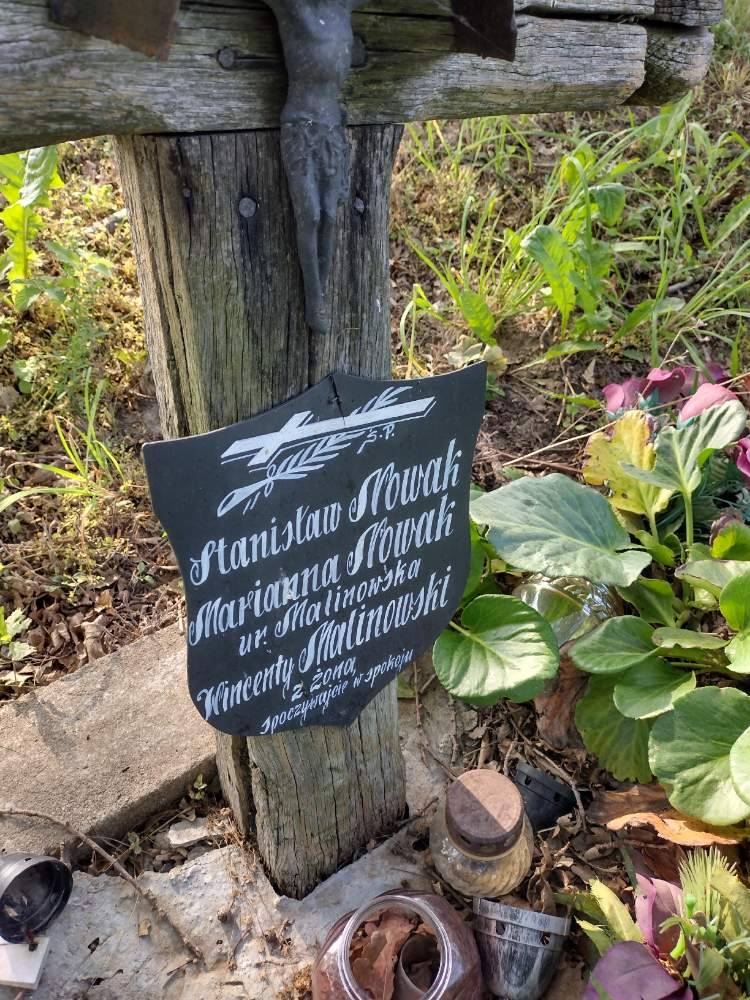 Ś.P.
Stanisław Nowak
Marianna Nowak
ur. Malinowska
Wincenty Malinowski
z żoną
spoczywajcie w spokoju